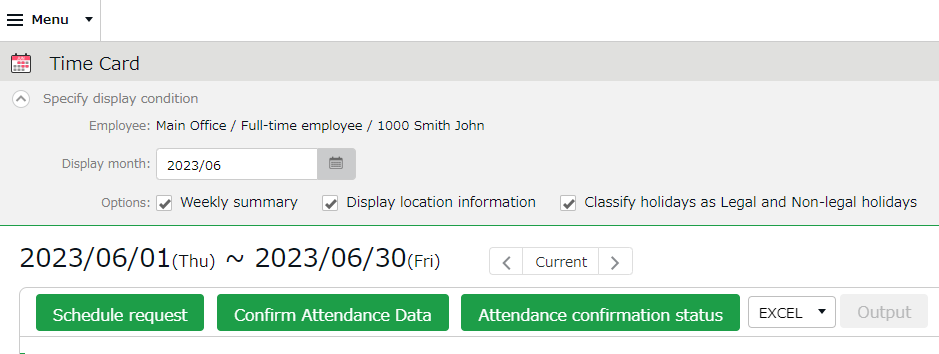 Menu
Time Card
Specify display condition
Employee: Main Office / Full-time employee / 1000 Smith John
Display month: 2023/06
Options: Weekly summary Display location information Classify holidays as Legal and Non-legal holidays
2023/06/01(Thu) ~ 2023/06/30(Fri) Current
Schedule request Confirm Attendance Data Attendance confirmation status EXCEL Output